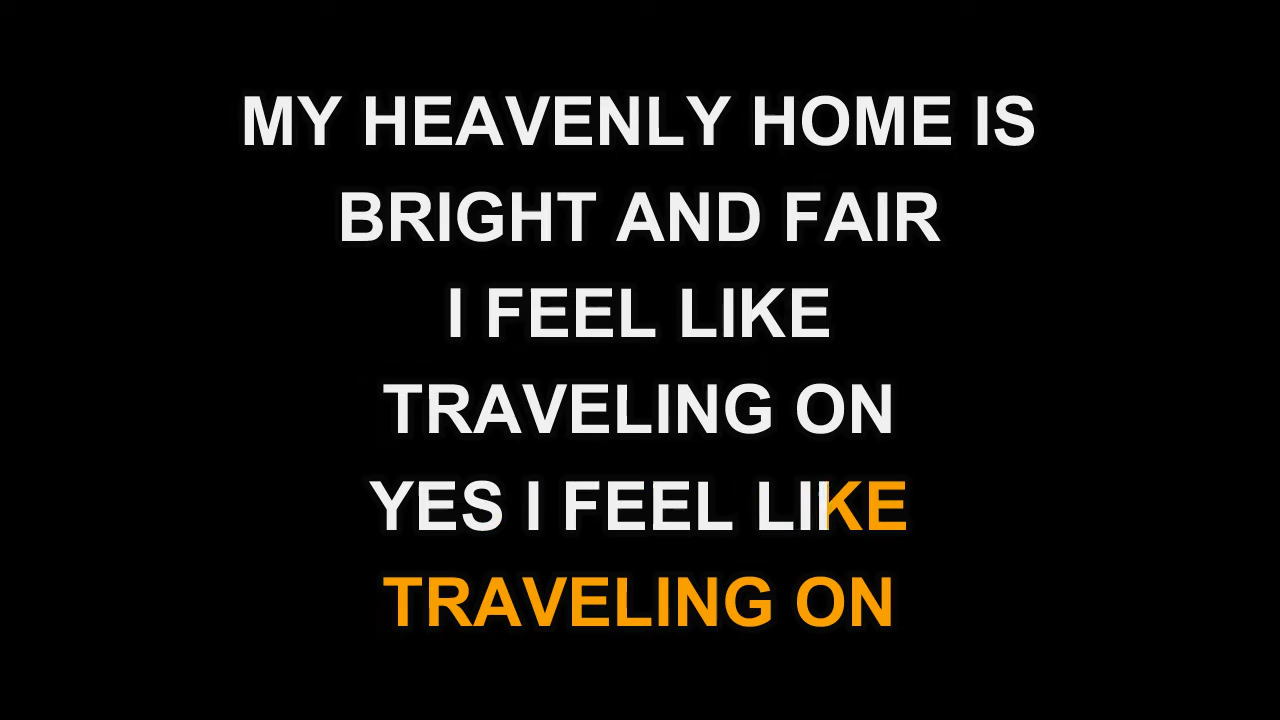 MY HEAVENLY HOME IS
BRIGHT AND FAIR
I FEEL LIKE
TRAVELING ON
YES I FEEL LIKE
TRAVELING ON